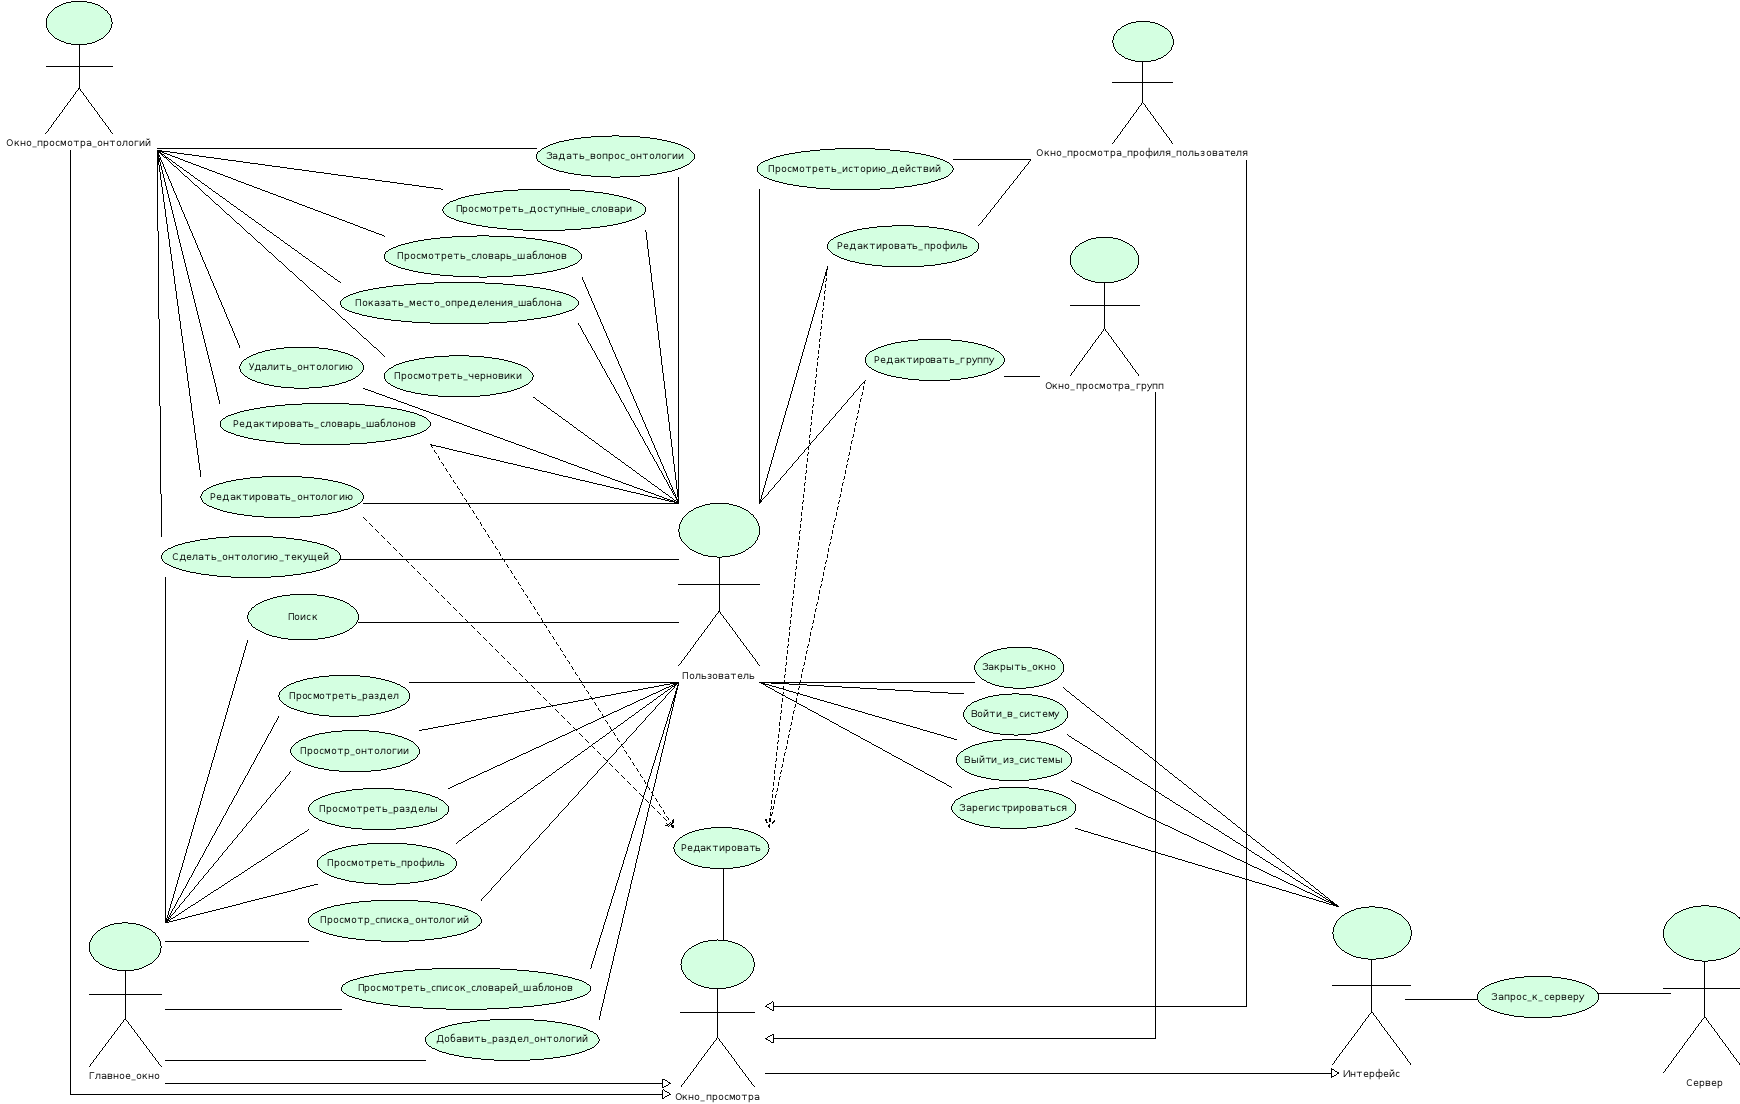 Окно_просмотра_онтологий
Окно_просмотра_профиля_пользователя
Задать_вопрос_онтологии
Просмотреть_историю_действий
Просмотреть_доступные_словари
Редактировать_профиль
Просмотреть_словарь_шаблонов
Показать_место_определения_шаблона
Удалить_онтологию
Просмотреть_черновики
Редактировать_группу
Окно_просмотра_групп
Редактировать_словарь_шаблонов
Редактировать_онтологию
Сделать_онтологию_текущей
Поиск
Пользователь
Закрыть_окно
Просмотреть_раздел
Войти_в_систему
Просмотр_онтологии
Выйти_из_системы
Просмотреть_разделы
Зарегистрироваться
Редактировать
Просмотреть_профиль
Просмотр_списка_онтологий
Просмотреть_список_словарей_шаблонов
Запрос_к_серверу
Добавить_раздел_онтологий
Главное_окно
Интерфейс
Сервер
Окно_просмотра